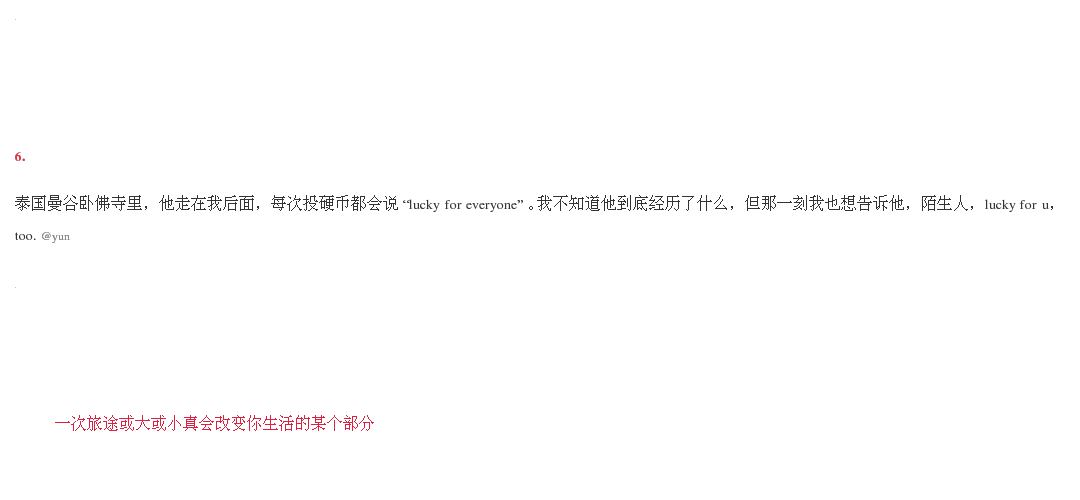 6.
泰国曼谷卧佛寺里，他走在我后面，每次投硬币都会说 “lucky for everyone” 。我不知道他到底经历了什么，但那一刻我也想告诉他，陌生人，lucky for u，
too. @yun
一次旅途或大或小真会改变你生活的某个部分